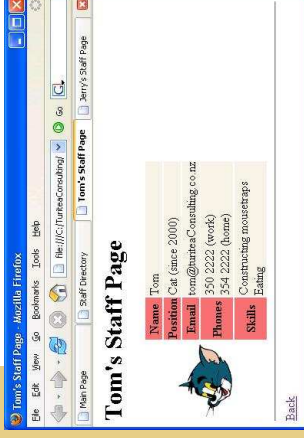 Tom's Staff Page - Mozilla Firefox
File Edit View Go Bookmarks Tools Help
file:///C:/TuriteaConsulting/ Go
Main Page Staff Directory Tom's Staff Page Jerry's Staff Page
Tom's Staff Page
Name Tom
Position Cat (since 2000)
Email tom@TuriteaConsulting.co.nz
Phones 350 2222 (work)
354 2222 (home)
Skills Constructing mousetraps
Eating
Back